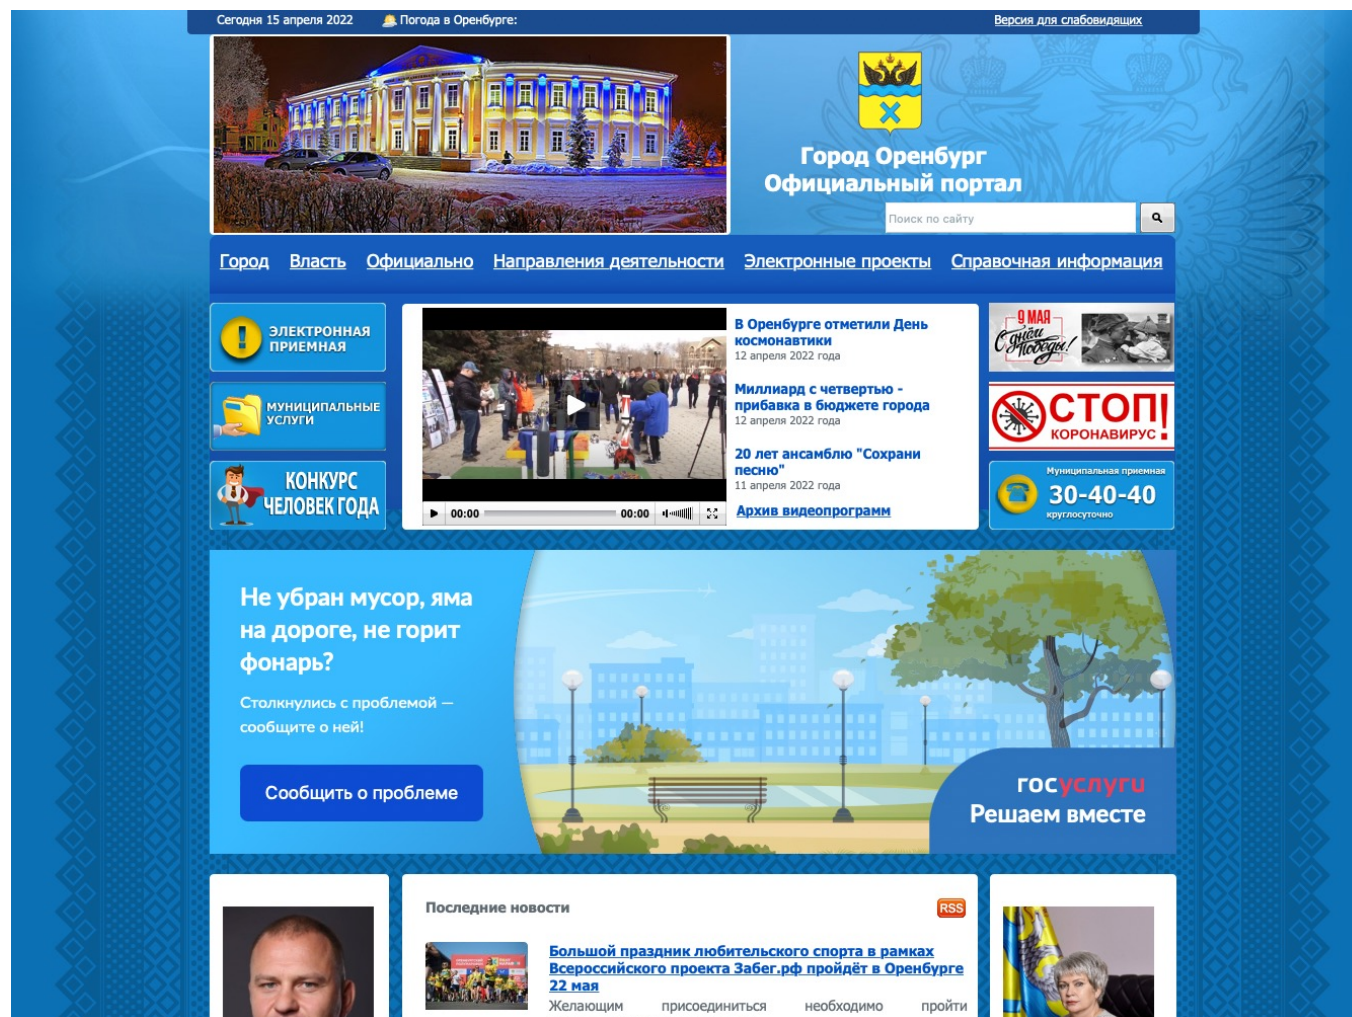 Сегодня 15 апреля 2022
Погода в Оренбурге:
Версия для слабовидящих
Город Оренбург
Официальный портал
Поиск по сайту
Город Власть Официально Направления деятельности Электронные проекты Справочная информация
ЭЛЕКТРОННАЯ
ПРИЕМНАЯ
МУНИЦИПАЛЬНЫЕ
УСЛУГИ
КОНКУРС
ЧЕЛОВЕК ГОДА
00:00
00:00
В Оренбурге отметили День
космонавтики
12 апреля 2022 года
Миллиард с четвертью -
прибавка в бюджете города
12 апреля 2022 года
20 лет ансамблю "Сохрани
песню"
11 апреля 2022 года
Архив видеопрограмм
9 МАЯ
С днём
Победы!
СТОП!
КОРОНАВИРУС
Муниципальная приемная
30-40-40
круглосуточно
Не убран мусор, яма
на дороге, не горит
фонарь?
Столкнулись с проблемой —
сообщите о ней!
Сообщить о проблеме
госуслуги
Решаем вместе
Последние новости
RSS
Большой праздник любительского спорта в рамках
Всероссийского проекта Забег.рф пройдёт в Оренбурге
22 мая
Желающим присоединиться необходимо пройти